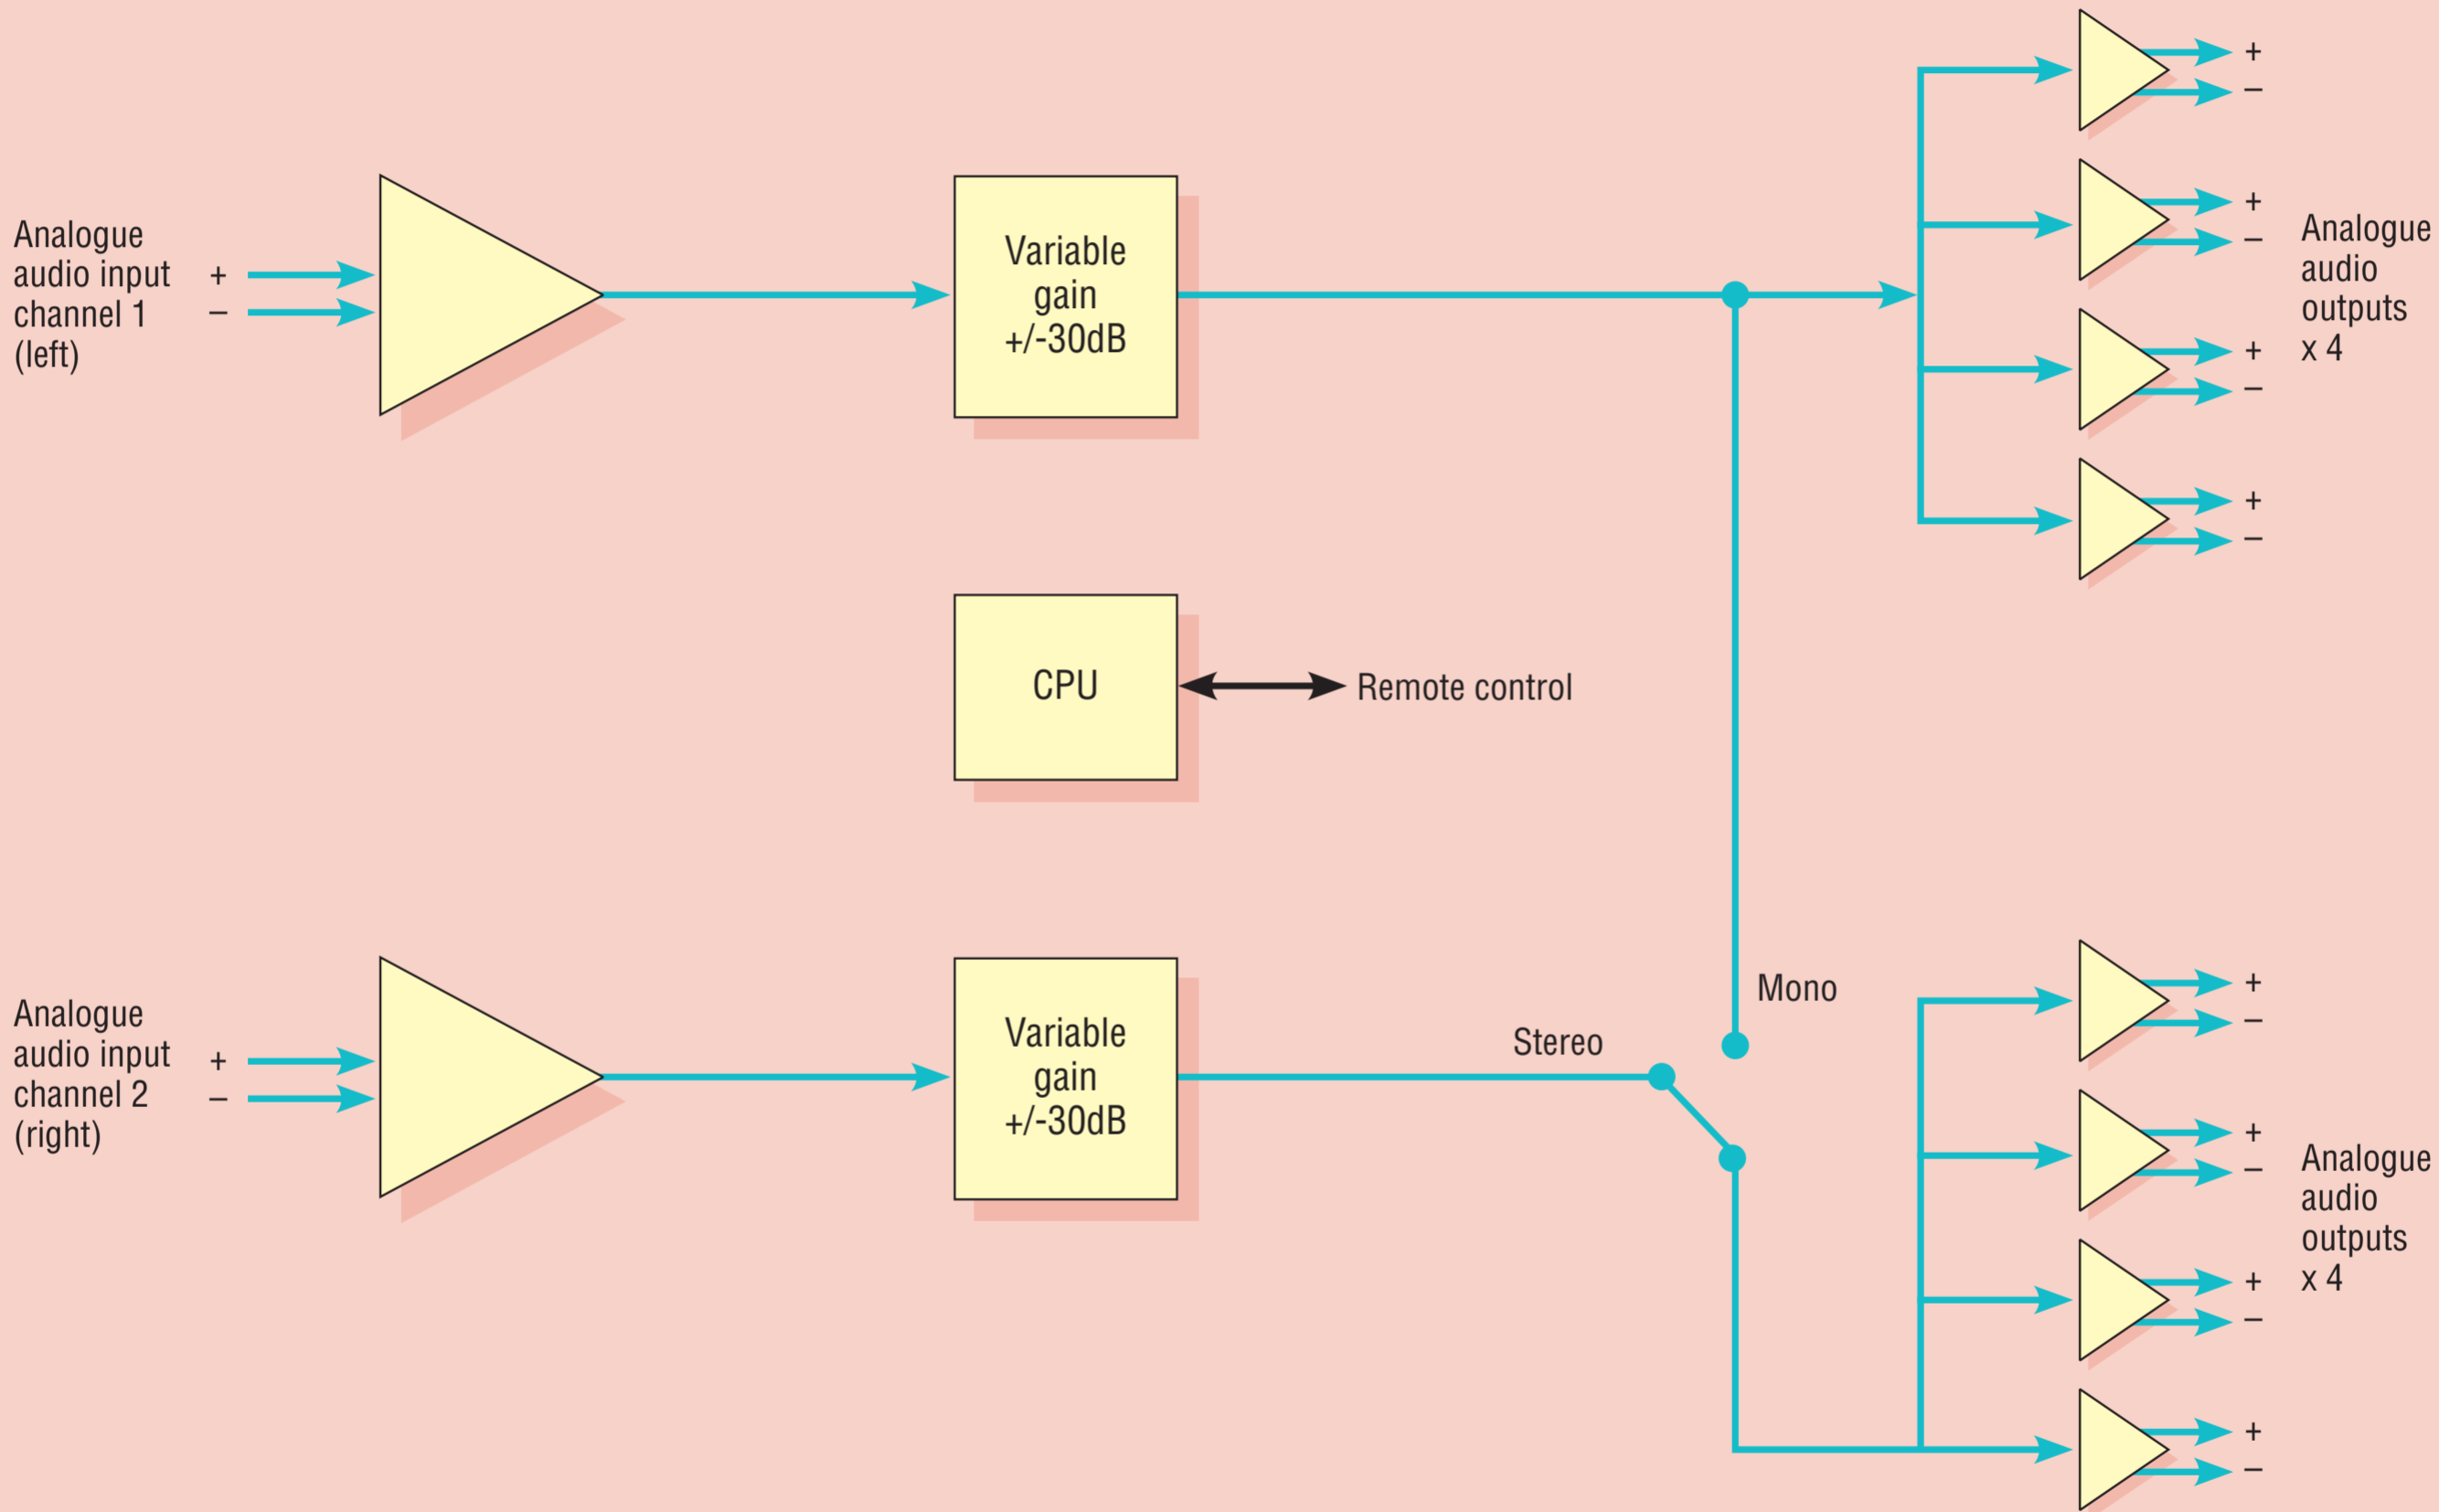 +
–
+
–
+
–
+
–
Analogue
audio
outputs
x 4
Analogue
audio input
channel 1
(left)
+
–
Variable
gain
+/-30dB
CPU
Remote control
Mono
Stereo
Analogue
audio input
channel 2
(right)
+
–
Variable
gain
+/-30dB
+
–
+
–
+
–
+
–
Analogue
audio
outputs
x 4